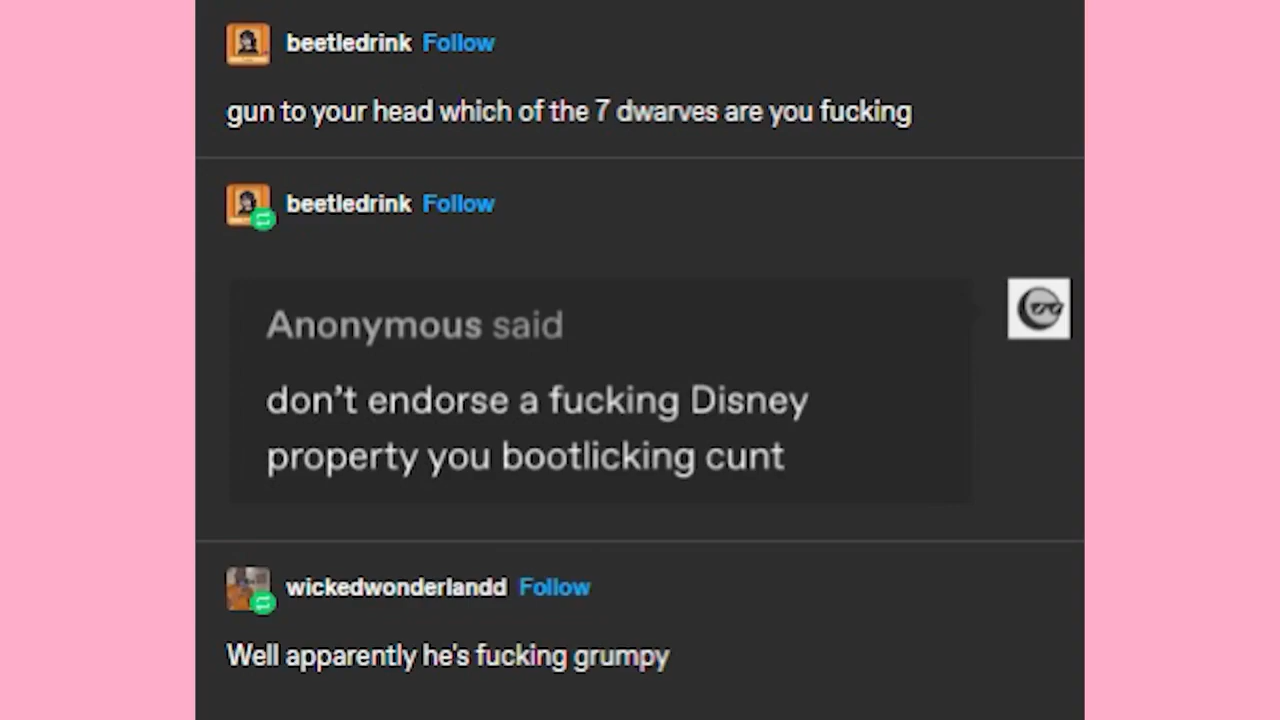 beetledrink Follow
gun to your head which of the 7 dwarves are you fucking
beetledrink Follow
Anonymous said
don't endorse a fucking Disney
property you bootlicking cunt
wickedwonderlandd Follow
Well apparently he's fucking grumpy